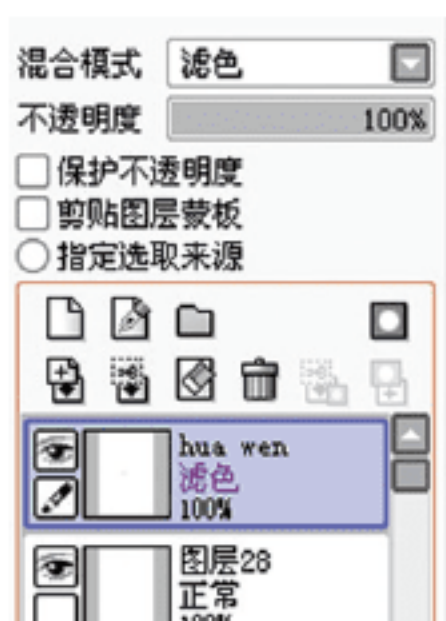 混合模式 滤色
不透明度 100%
保护不透明度
剪贴图层蒙板
指定选取来源
hua wen
滤色
100%
图层28
正常
100%